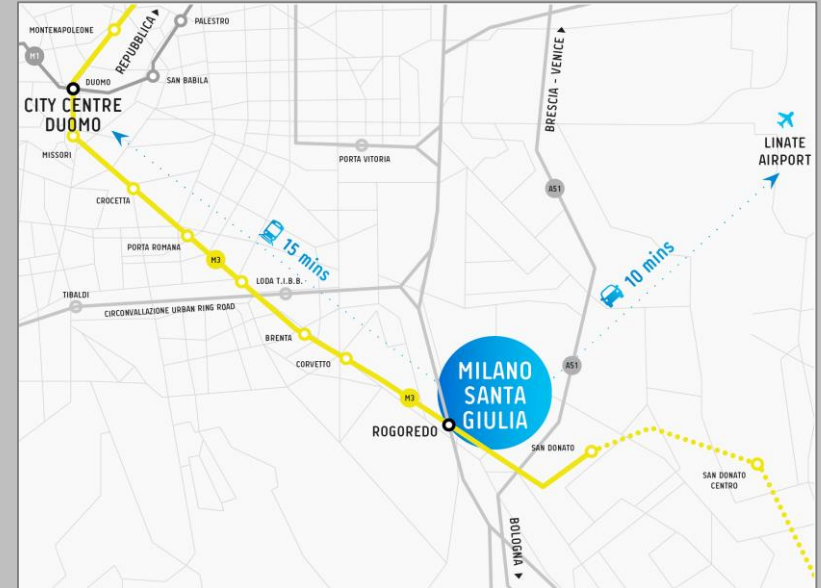 MONTENAPOLEONE
REPUBBLICA ▲
PALESTRO
M1
DUOMO
SAN BABILA
CITY CENTRE
DUOMO
MISSORI
BRESCIA - VENICE ▲
PORTA VITORIA
LINATE
AIRPORT
A51
CROCETTA
PORTA ROMANA
M3
15 mins
10 mins
LODA T.I.B.B.
TIBALDI
CIRCONVALLAZIONE URBAN RING ROAD
BRENTA
CORVETTO
A51
MILANO
SANTA
GIULIA
M3
ROGOREDO
SAN DONATO
SAN DONATO
CENTRO
BOLOGNA ▼